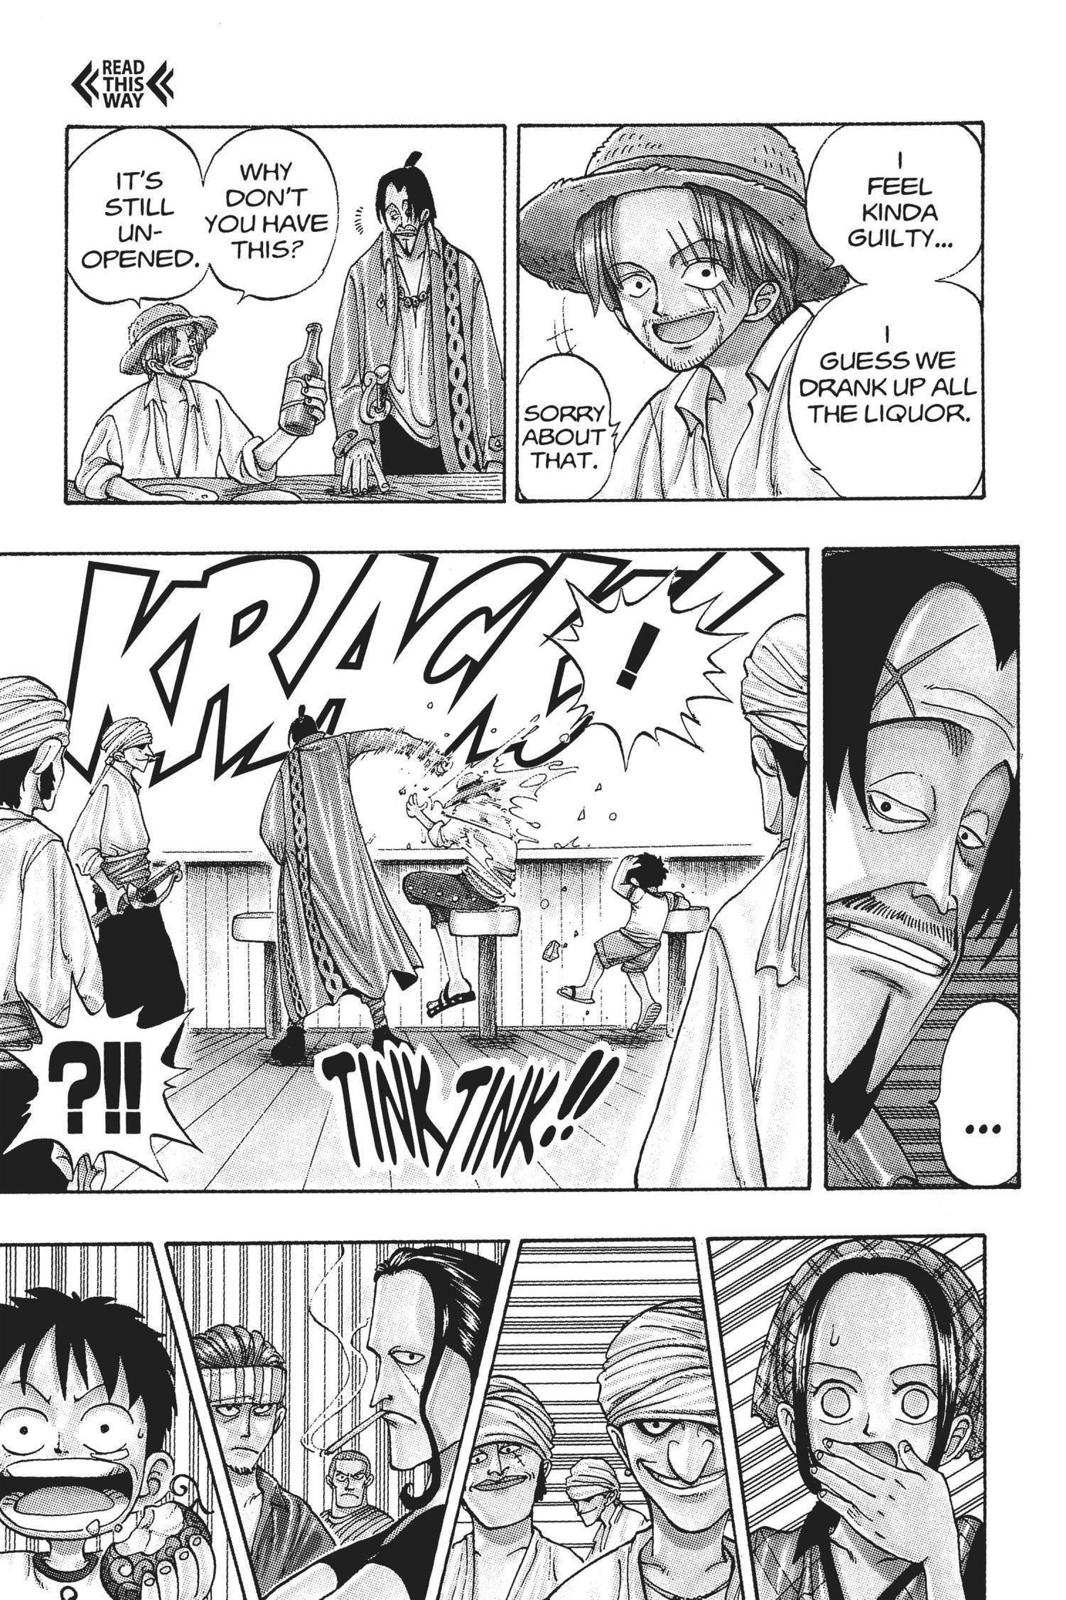 READ
THIS
WAY
I
FEEL
KINDA
GUILTY...
I
GUESS WE
DRANK UP ALL
THE LIQUOR.
SORRY
ABOUT
THAT.
WHY
DON'T
YOU HAVE
THIS?
IT'S
STILL
UN-
OPENED.
...
KRACK!
!
?!!
TINK TINK!!